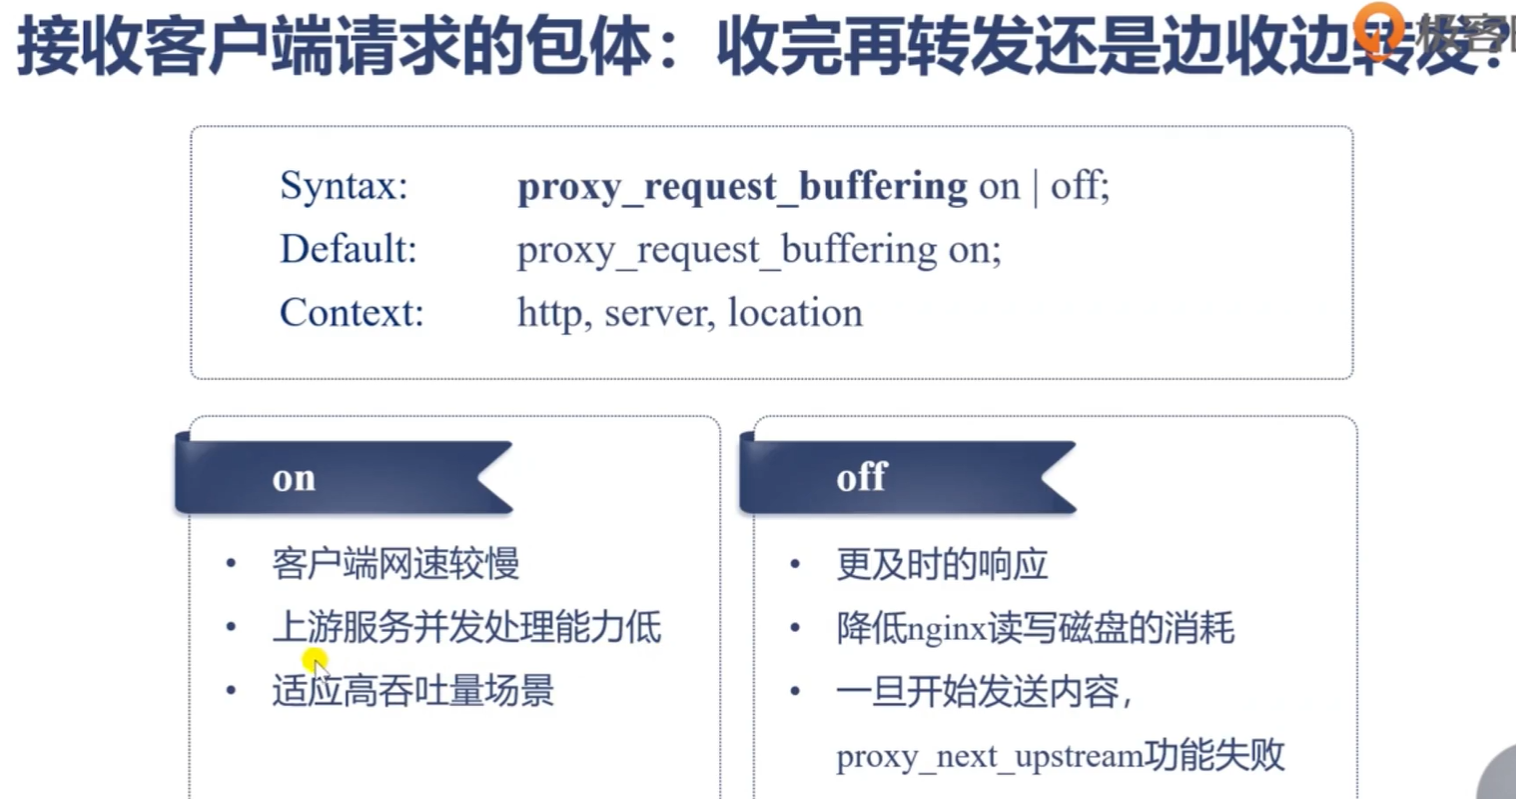 接收客户端请求的包体：收完再转发还是边收边转发?
极客
Syntax: proxy_request_buffering on | off;
Default: proxy_request_buffering on;
Context: http, server, location
on
• 客户端网速较慢
• 上游服务并发处理能力低
• 适应高吞吐量场景
off
• 更及时的响应
• 降低nginx读写磁盘的消耗
• 一旦开始发送内容，
proxy_next_upstream功能失败